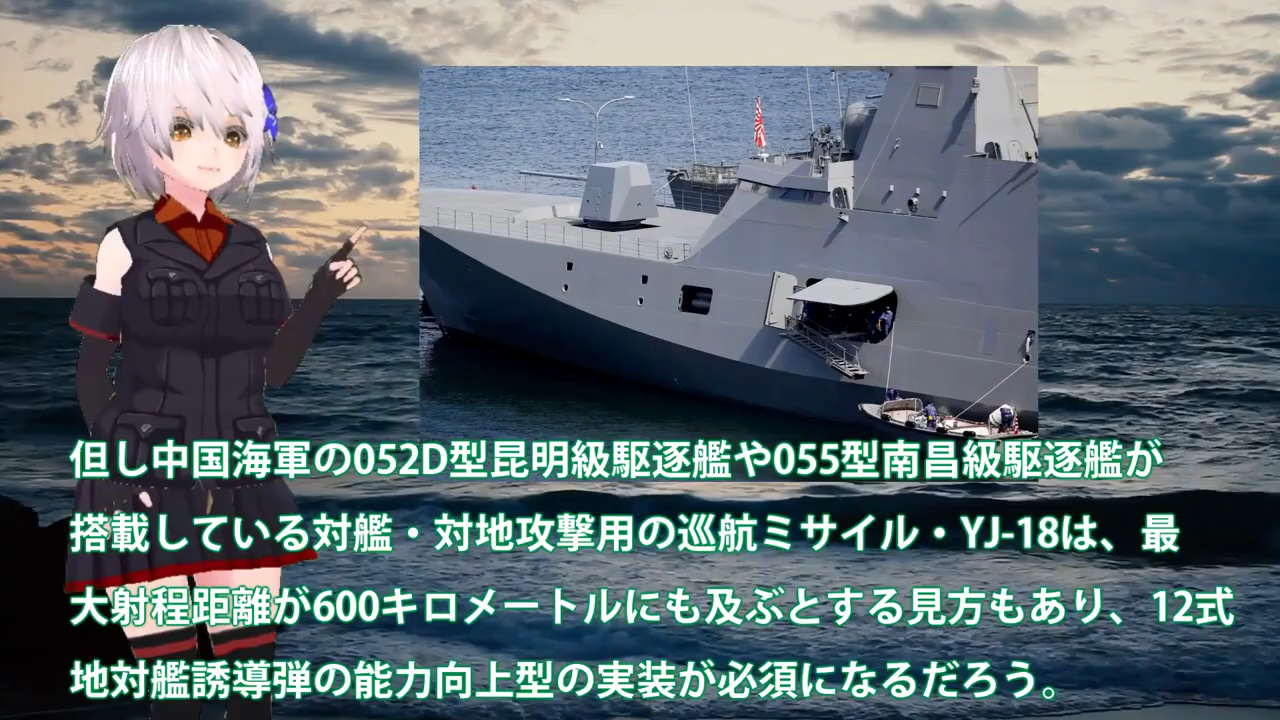 但し中国海軍の052D型昆明級駆逐艦や055型南昌級駆逐艦が
搭載している対艦・対地攻撃用の巡航ミサイル・YJ-18は、最
大射程距離が600キロメートルにも及ぶとする見方もあり、12式
地対艦誘導弾の能力向上型の実装が必須になるだろう。